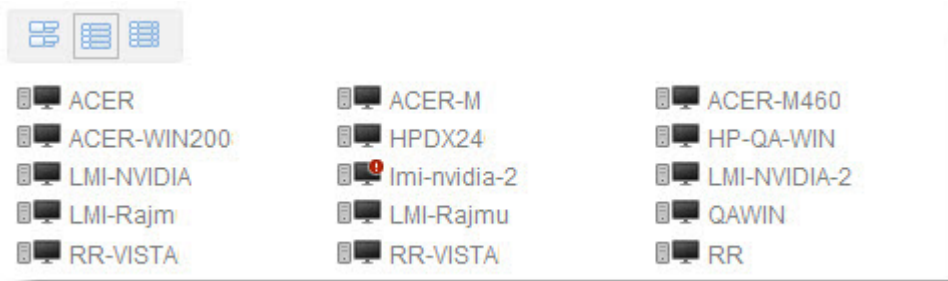 ACER ACER-M ACER-M460
ACER-WIN200 HPDX24 HP-QA-WIN
LMI-NVIDIA lmi-nvidia-2 LMI-NVIDIA-2
LMI-Rajm LMI-Rajmu QAWIN
RR-VISTA RR-VISTA RR